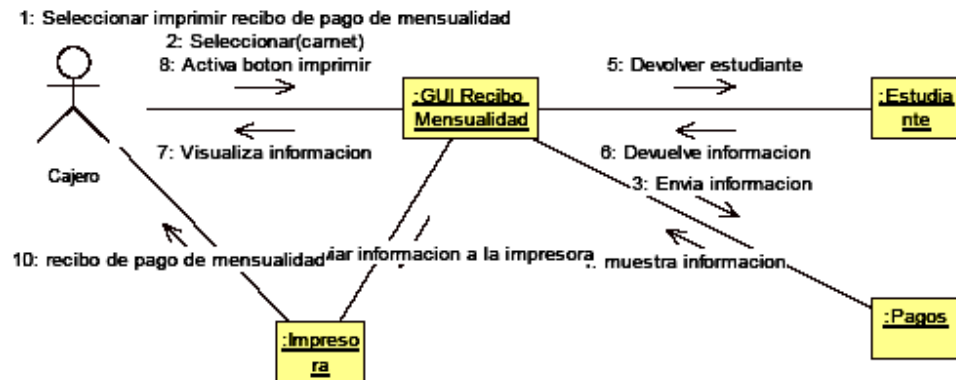 1: Seleccionar imprimir recibo de pago de mensualidad
2: Seleccionar(carnet)
8: Activa boton imprimir
5: Devolver estudiante
:GUI Recibo
Mensualidad
:Estudia
nte
7: Visualiza informacion
6: Devuelve informacion
Cajero
3: Envia informacion
10: recibo de pago de mensualidad
informacion a la impresora
muestra informacion
:Pagos
:Impreso
ra